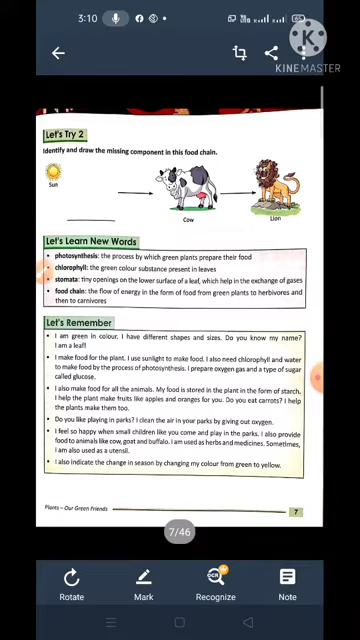 3:10
KINEMASTER
Let's Try 2
Identify and draw the missing component in this food chain.
Sun
Cow
Lion
Let's Learn New Words
• photosynthesis: the process by which green plants prepare their food
• chlorophyll: the green colour substance present in leaves
• stomata: tiny openings on the lower surface of a leaf, which help in the exchange of gases
• food chain: the flow of energy in the form of food from green plants to herbivores and
then to carnivores
Let's Remember
• I am green in colour. I have different shapes and sizes. Do you know my name?
I am a leaf!
• I make food for the plant. I use sunlight to make food. I also need chlorophyll and water
to make food by the process of photosynthesis. I prepare oxygen gas and a type of sugar
called glucose.
• I also make food for all the animals. My food is stored in the plant in the form of starch.
I help the plant make fruits like apples and oranges for you. Do you eat carrots? I help
the plants make them too.
• Do you like playing in parks? I clean the air in your parks by giving out oxygen.
• I feel so happy when small children like you come and play in the parks. I also provide
food to animals like cow, goat and buffalo. I am used as herbs and medicines. Sometimes,
I am also used as a utensil.
• I also indicate the change in season by changing my colour from green to yellow.
Plants – Our Green Friends
7
7/46
OCR
Rotate
Mark
Recognize
Note